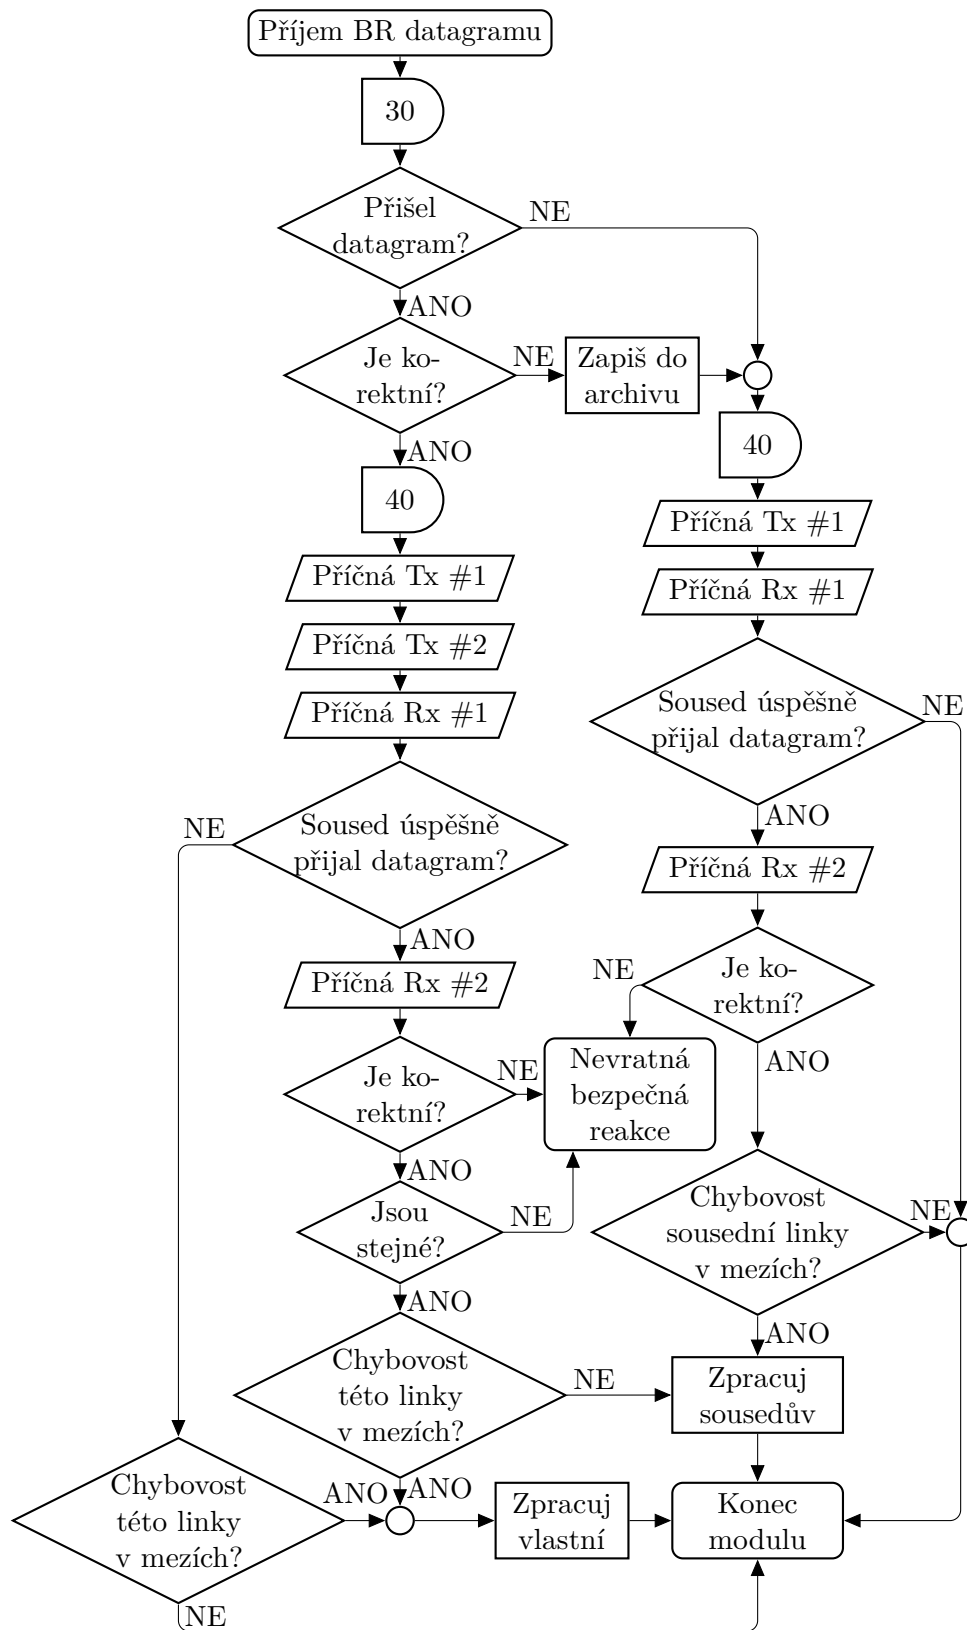 Příjem BR datagramu
30
Přišel
datagram?
NE
ANO
Je ko-
rektní?
NE
Zapiš do
archivu
ANO
40
40
Příčná Tx #1
Příčná Rx #1
Příčná Tx #1
Příčná Tx #2
Příčná Rx #1
Soused úspěšně
přijal datagram?
NE
ANO
Soused úspěšně
přijal datagram?
NE
ANO
Příčná Rx #2
Příčná Rx #2
Je ko-
rektní?
NE
ANO
Je ko-
rektní?
NE
ANO
Nevratná
bezpečná
reakce
Jsou
stejné?
NE
ANO
Chybovost
sousední linky
v mezích?
NE
ANO
Chybovost
této linky
v mezích?
NE
ANO
Zpracuj
sousedův
Chybovost
této linky
v mezích?
ANO
NE
Zpracuj
vlastní
Konec
modulu